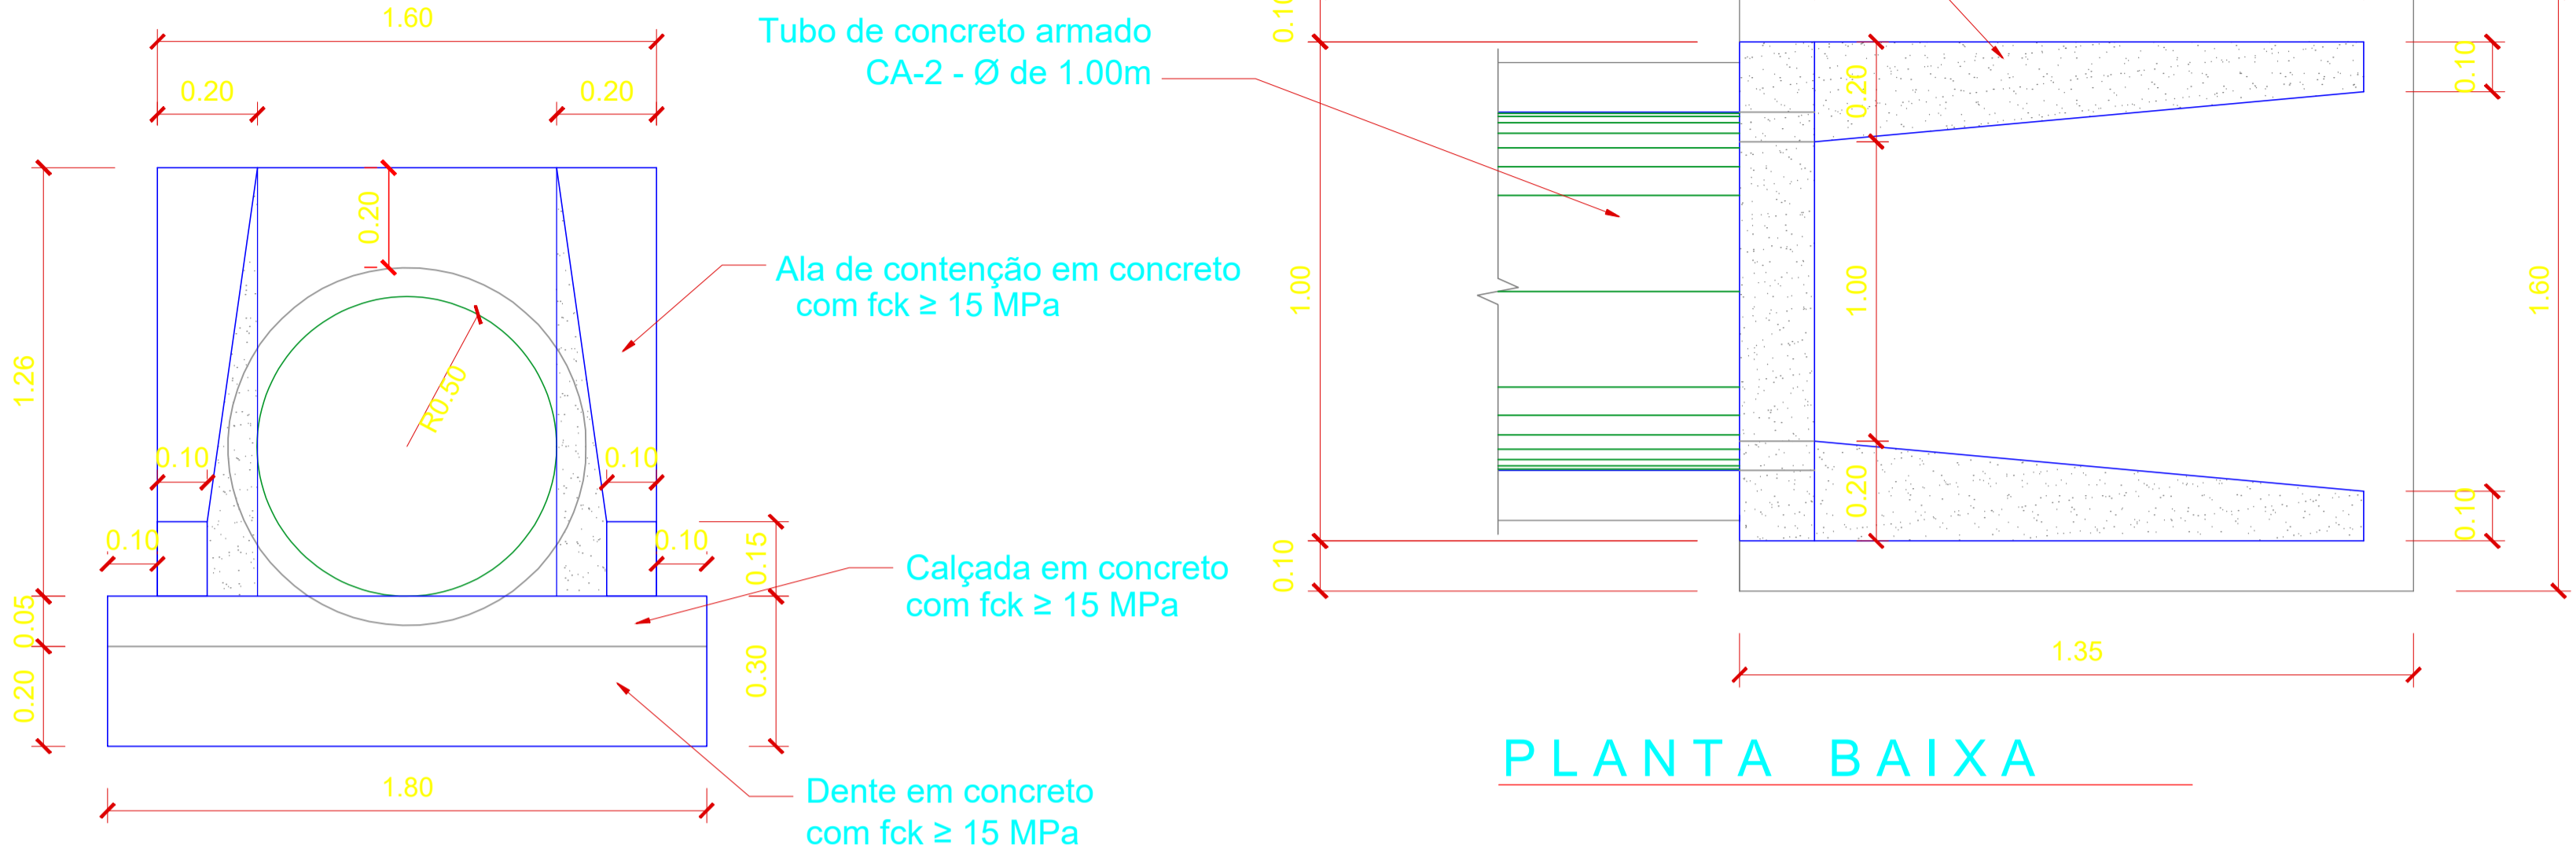 1.60
0.20
0.20
0.20
1.26
R0.50
0.10
0.10
0.10
0.10
0.15
0.05
0.20
0.30
1.80
Tubo de concreto armado
CA-2 - Ø de 1.00m
Ala de contenção em concreto
com fck ≥ 15 MPa
Calçada em concreto
com fck ≥ 15 MPa
Dente em concreto
com fck ≥ 15 MPa
0.10
1.00
0.10
0.20
1.00
0.20
0.10
0.10
1.60
1.35
PLANTA BAIXA